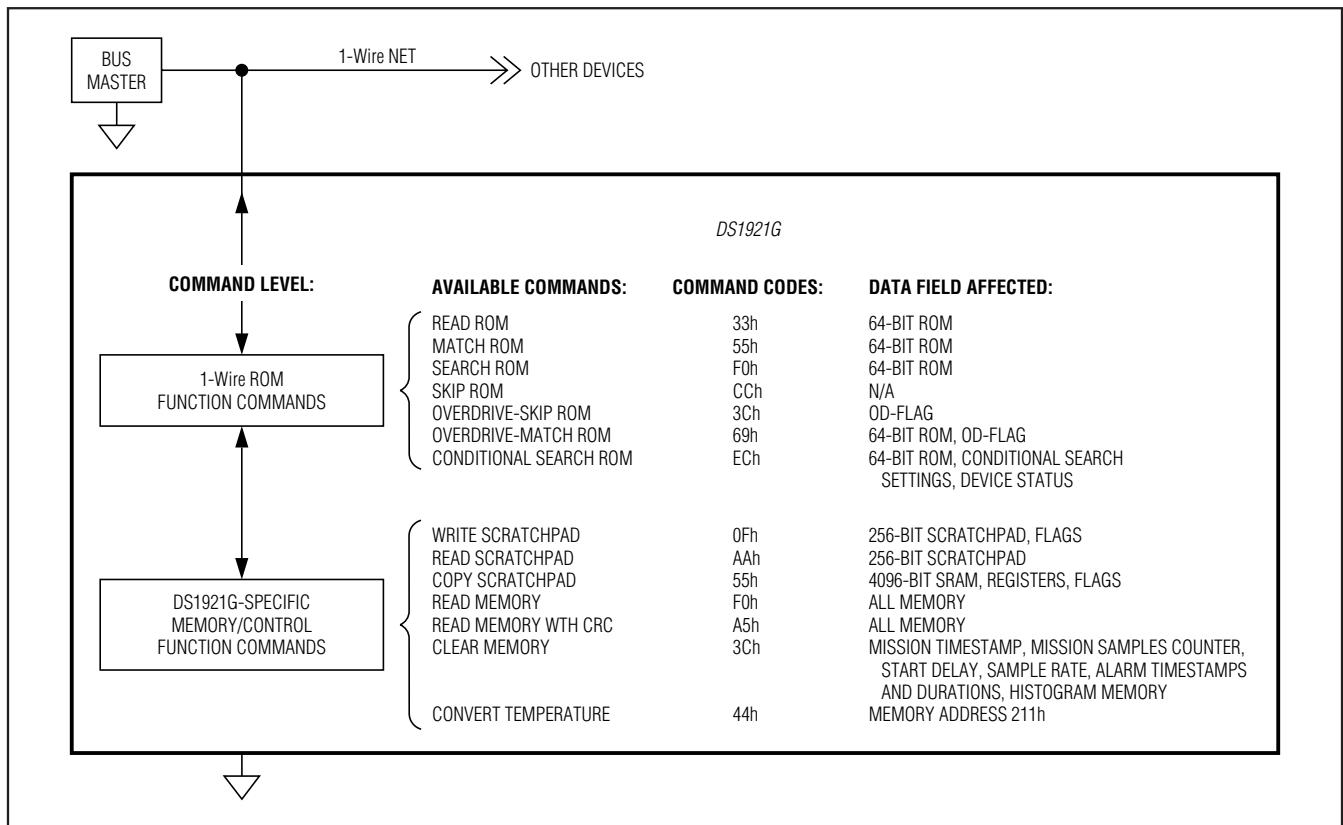 BUS
MASTER
1-Wire NET
OTHER DEVICES
DS1921G
COMMAND LEVEL: AVAILABLE COMMANDS: COMMAND CODES: DATA FIELD AFFECTED:
1-Wire ROM
FUNCTION COMMANDS
READ ROM 33h 64-BIT ROM
MATCH ROM 55h 64-BIT ROM
SEARCH ROM F0h 64-BIT ROM
SKIP ROM CCh N/A
OVERDRIVE-SKIP ROM 3Ch OD-FLAG
OVERDRIVE-MATCH ROM 69h 64-BIT ROM, OD-FLAG
CONDITIONAL SEARCH ROM ECh 64-BIT ROM, CONDITIONAL SEARCH
SETTINGS, DEVICE STATUS
DS1921G-SPECIFIC
MEMORY/CONTROL
FUNCTION COMMANDS
WRITE SCRATCHPAD 0Fh 256-BIT SCRATCHPAD, FLAGS
READ SCRATCHPAD AAh 256-BIT SCRATCHPAD
COPY SCRATCHPAD 55h 4096-BIT SRAM, REGISTERS, FLAGS
READ MEMORY F0h ALL MEMORY
READ MEMORY WTH CRC A5h ALL MEMORY
CLEAR MEMORY 3Ch MISSION TIMESTAMP, MISSION SAMPLES COUNTER,
START DELAY, SAMPLE RATE, ALARM TIMESTAMPS
AND DURATIONS, HISTOGRAM MEMORY
CONVERT TEMPERATURE 44h MEMORY ADDRESS 211h